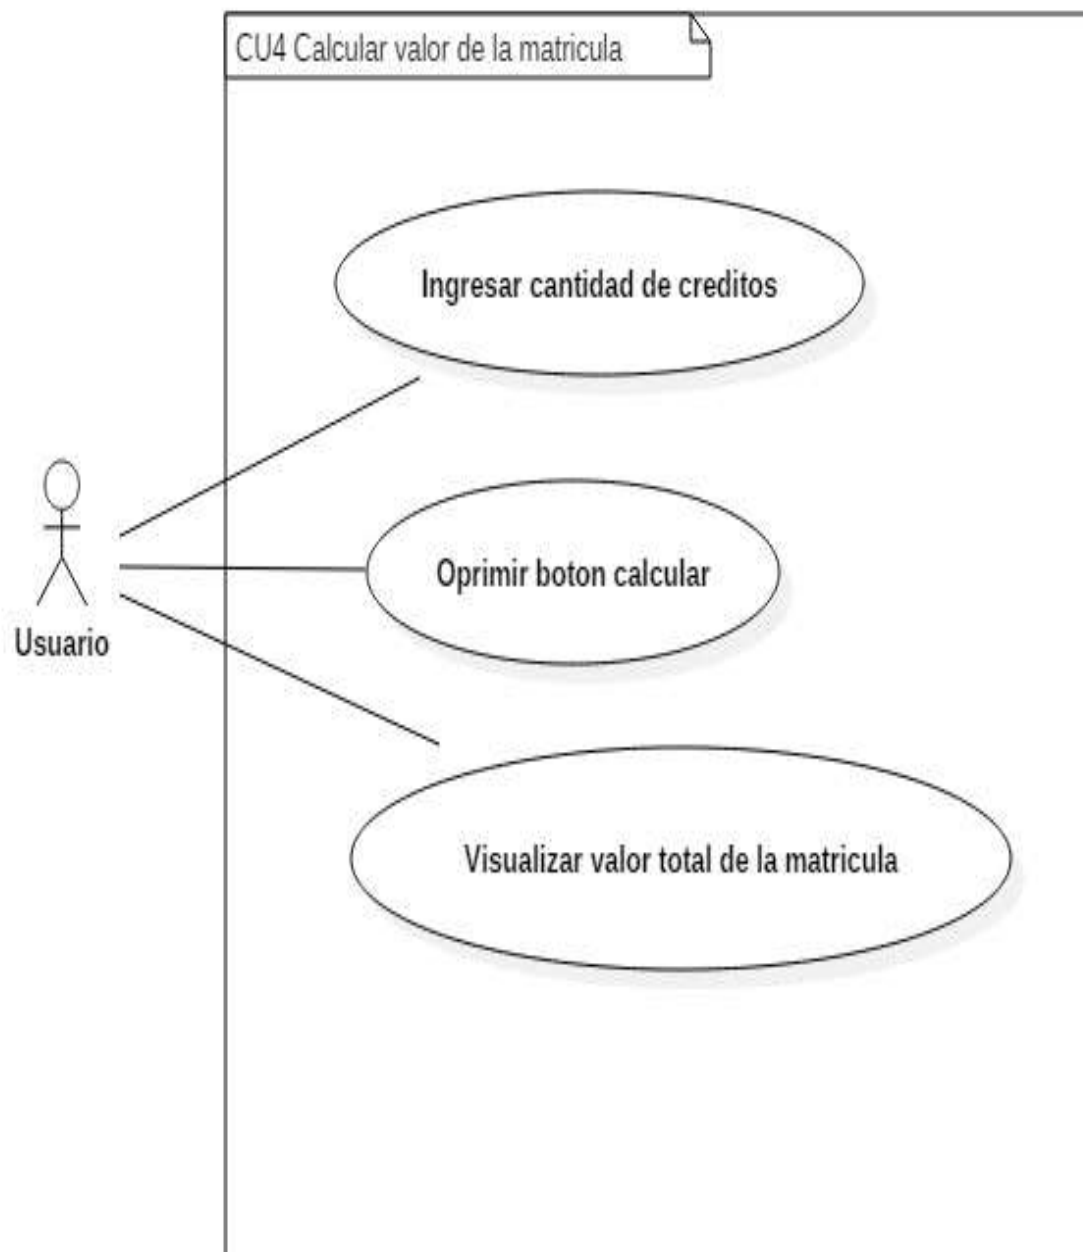 CU4 Calcular valor de la matricula
Ingresar cantidad de creditos
Oprimir boton calcular
Usuario
Visualizar valor total de la matricula